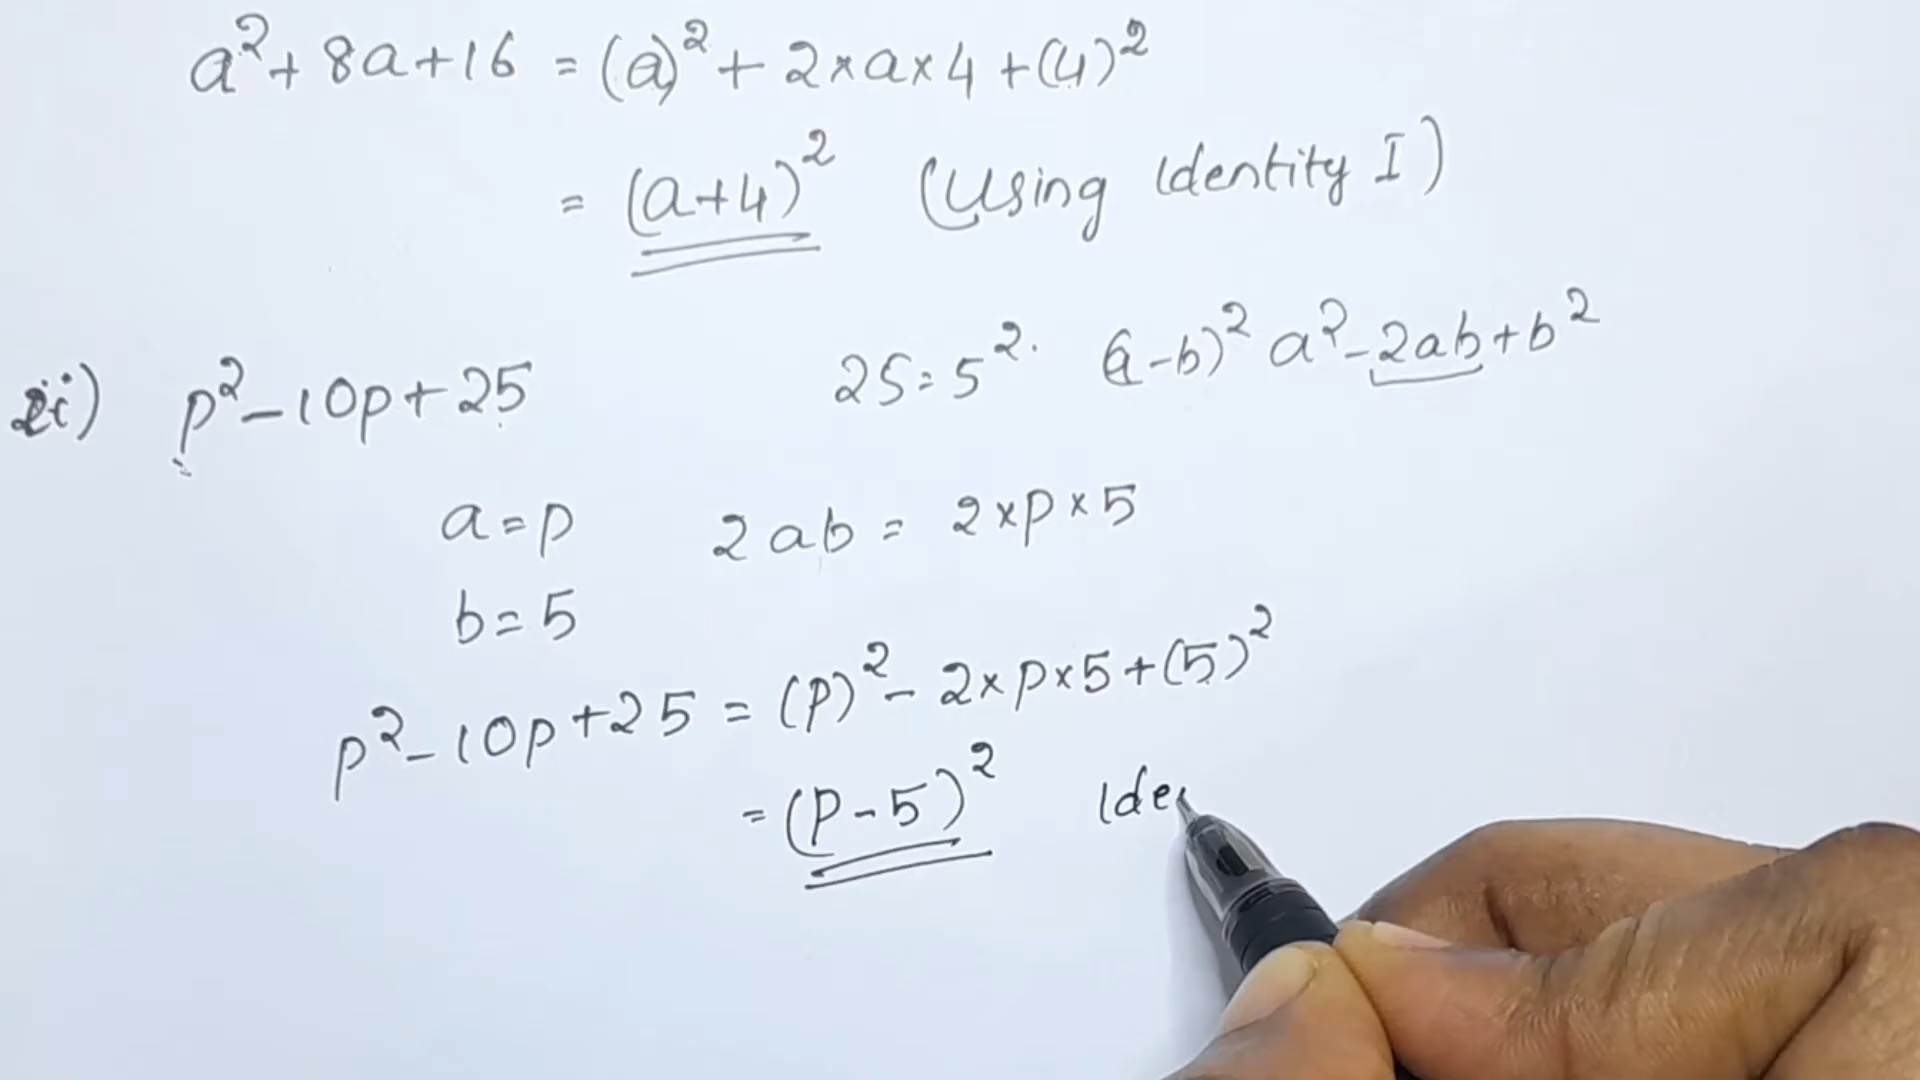 a²+8a+16 = (a)²+2×a×4+(4)²
= (a+4)² (Using Identity I)
ii) p²-10p+25 25=5². (a-b)² a²-2ab+b²
a=p 2ab= 2×p×5
b=5
p²-10p+25 = (p)²-2×p×5+(5)²
= (p-5)² Ide